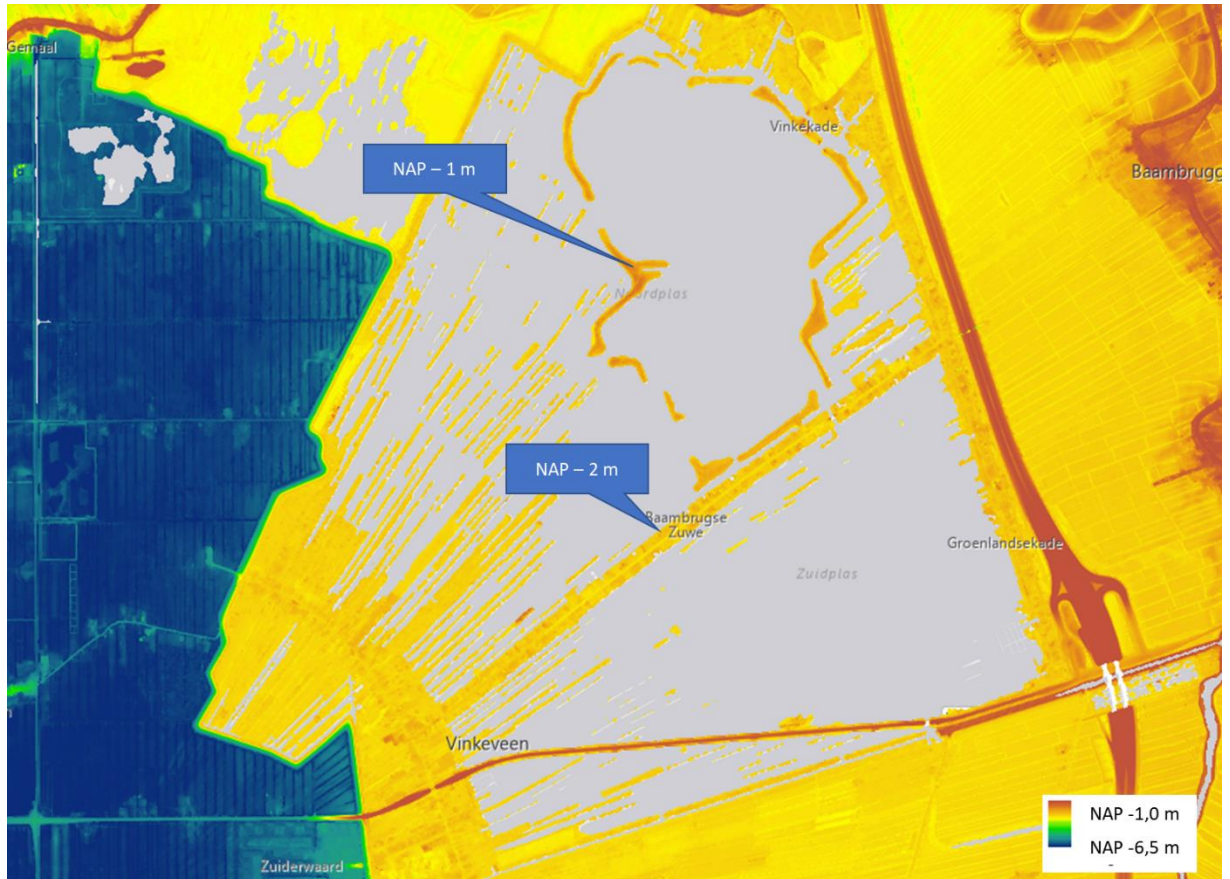 Gemaal
Vinkekade
NAP – 1 m
Baambrugg
Noordplas
NAP – 2 m
Baambrugse
Zuwe
Groenlandsekade
Zuidplas
Vinkeveen
NAP -1,0 m
NAP -6,5 m
-
Zuiderwaard